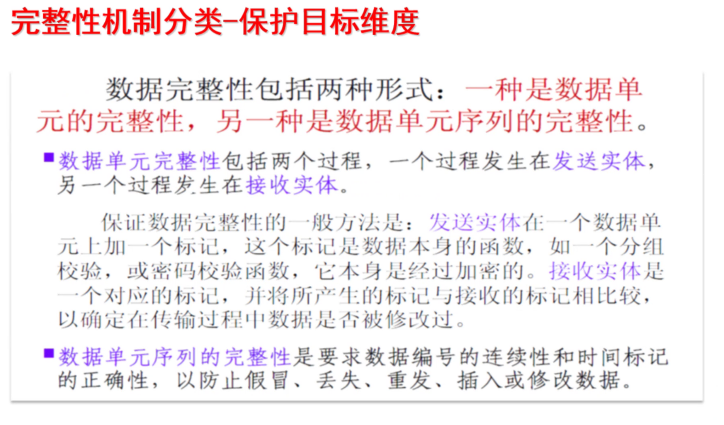 完整性机制分类-保护目标维度
数据完整性包括两种形式：一种是数据单
元的完整性，另一种是数据单元序列的完整性。
■数据单元完整性包括两个过程，一个过程发生在发送实体，
另一个过程发生在接收实体。
保证数据完整性的一般方法是：发送实体在一个数据单
元上加一个标记，这个标记是数据本身的函数，如一个分组
校验，或密码校验函数，它本身是经过加密的。接收实体是
一个对应的标记，并将所产生的标记与接收的标记相比较，
以确定在传输过程中数据是否被修改过。
■数据单元序列的完整性是要求数据编号的连续性和时间标记
的正确性，以防止假冒、丢失、重发、插入或修改数据。